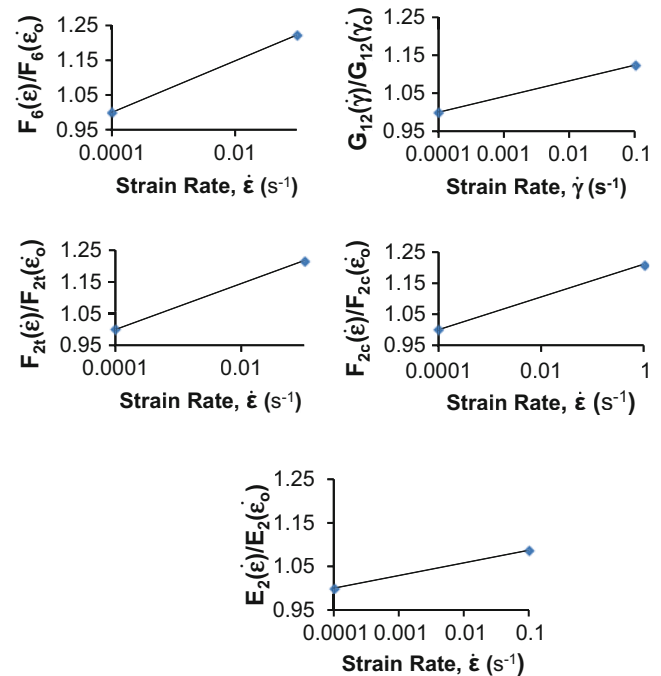 F6(ε̇)/F6(ε̇o)
1.25
1.15
1.05
0.95
0.0001 0.01
Strain Rate, ε̇ (s-1)
G12(γ̇)/G12(γ̇o)
1.25
1.15
1.05
0.95
0.0001 0.001 0.01 0.1
Strain Rate, γ̇ (s-1)
F2t(ε̇)/F2t(ε̇o)
1.25
1.15
1.05
0.95
0.0001 0.01
Strain Rate, ε̇ (s-1)
F2c(ε̇)/F2c(ε̇o)
1.25
1.15
1.05
0.95
0.0001 0.01 1
Strain Rate, ε̇ (s-1)
E2(ε̇)/E2(ε̇o)
1.25
1.15
1.05
0.95
0.0001 0.001 0.01 0.1
Strain Rate, ε̇ (s-1)